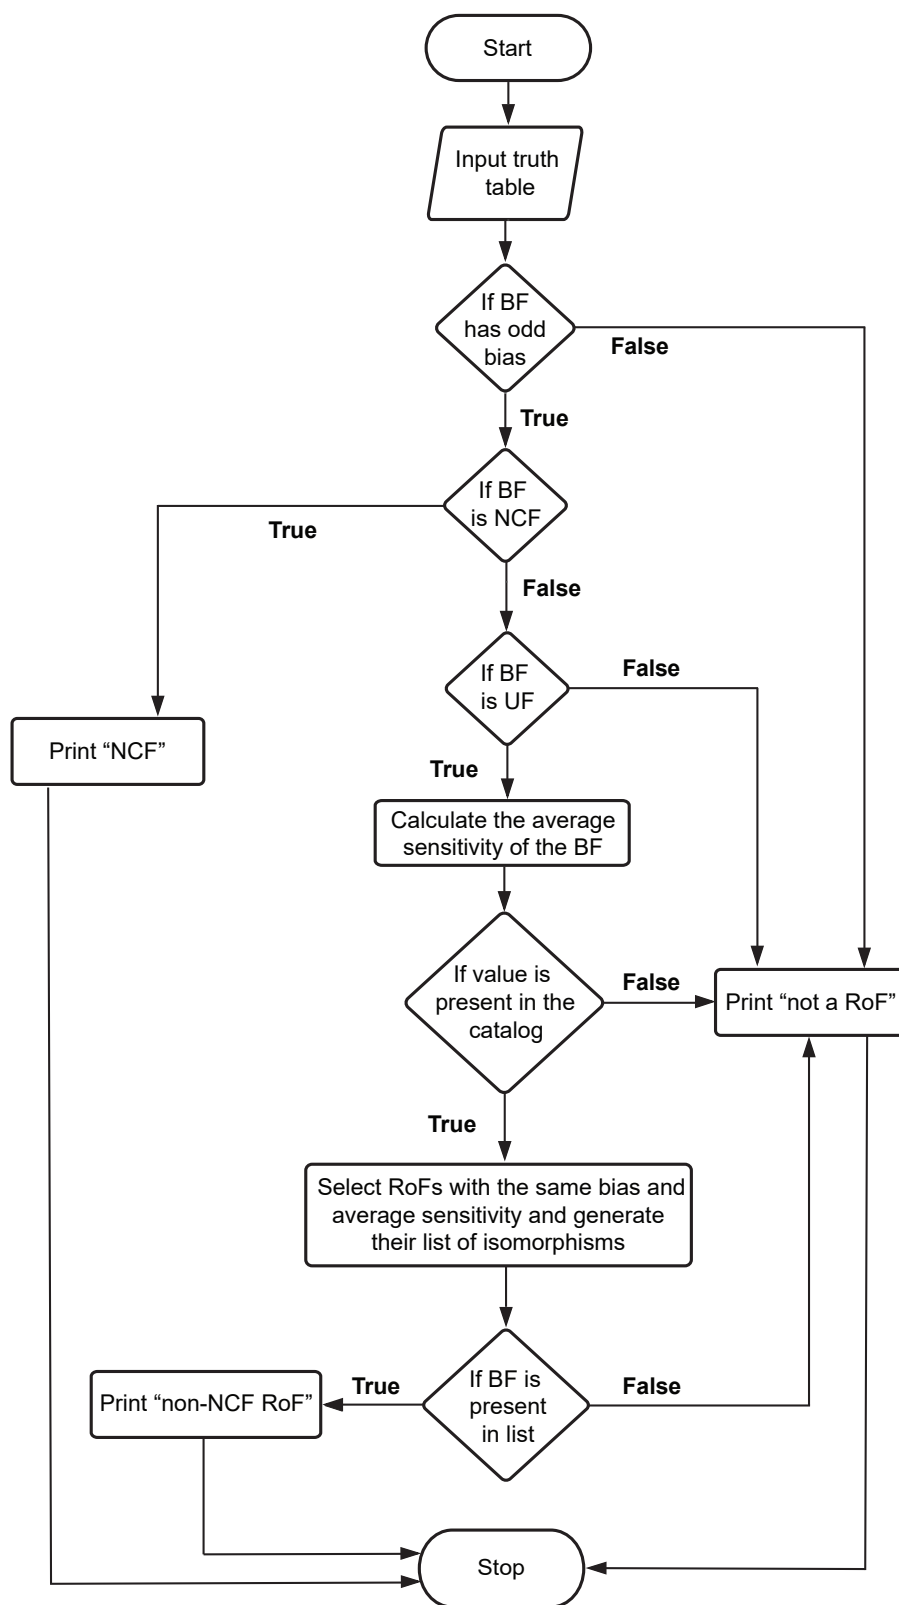 Start
Input truth
table
If BF
has odd
bias
False
True
If BF
is NCF
True
False
If BF
is UF
False
True
Print “NCF”
Calculate the average
sensitivity of the BF
If value is
present in the
catalog
False
Print “not a RoF”
True
Select RoFs with the same bias and
average sensitivity and generate
their list of isomorphisms
If BF is
present
in list
True
False
Print “non-NCF RoF”
Stop